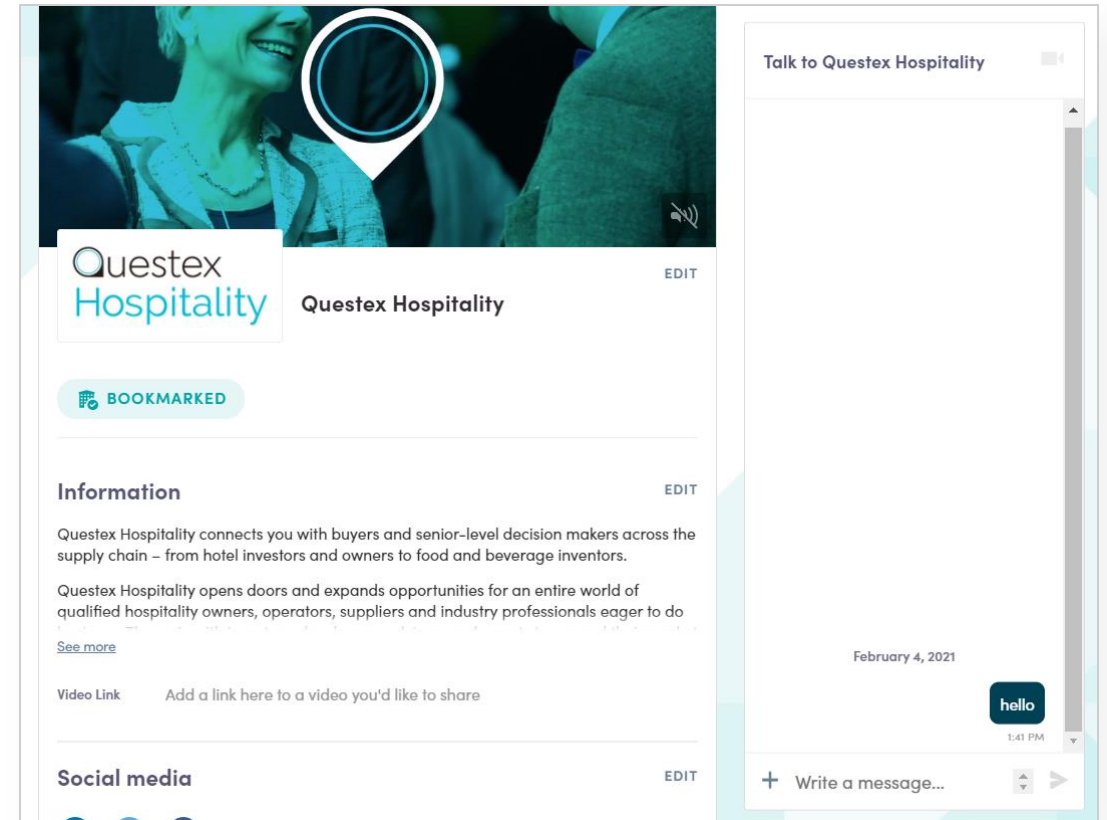 Talk to Questex Hospitality
Questex
Hospitality
Questex Hospitality
EDIT
BOOKMARKED
Information
EDIT
Questex Hospitality connects you with buyers and senior-level decision makers across the
supply chain – from hotel investors and owners to food and beverage inventors.
Questex Hospitality opens doors and expands opportunities for an entire world of
qualified hospitality owners, operators, suppliers and industry professionals eager to do
See more
Video Link Add a link here to a video you'd like to share
Social media
EDIT
February 4, 2021
hello
1:41 PM
Write a message...